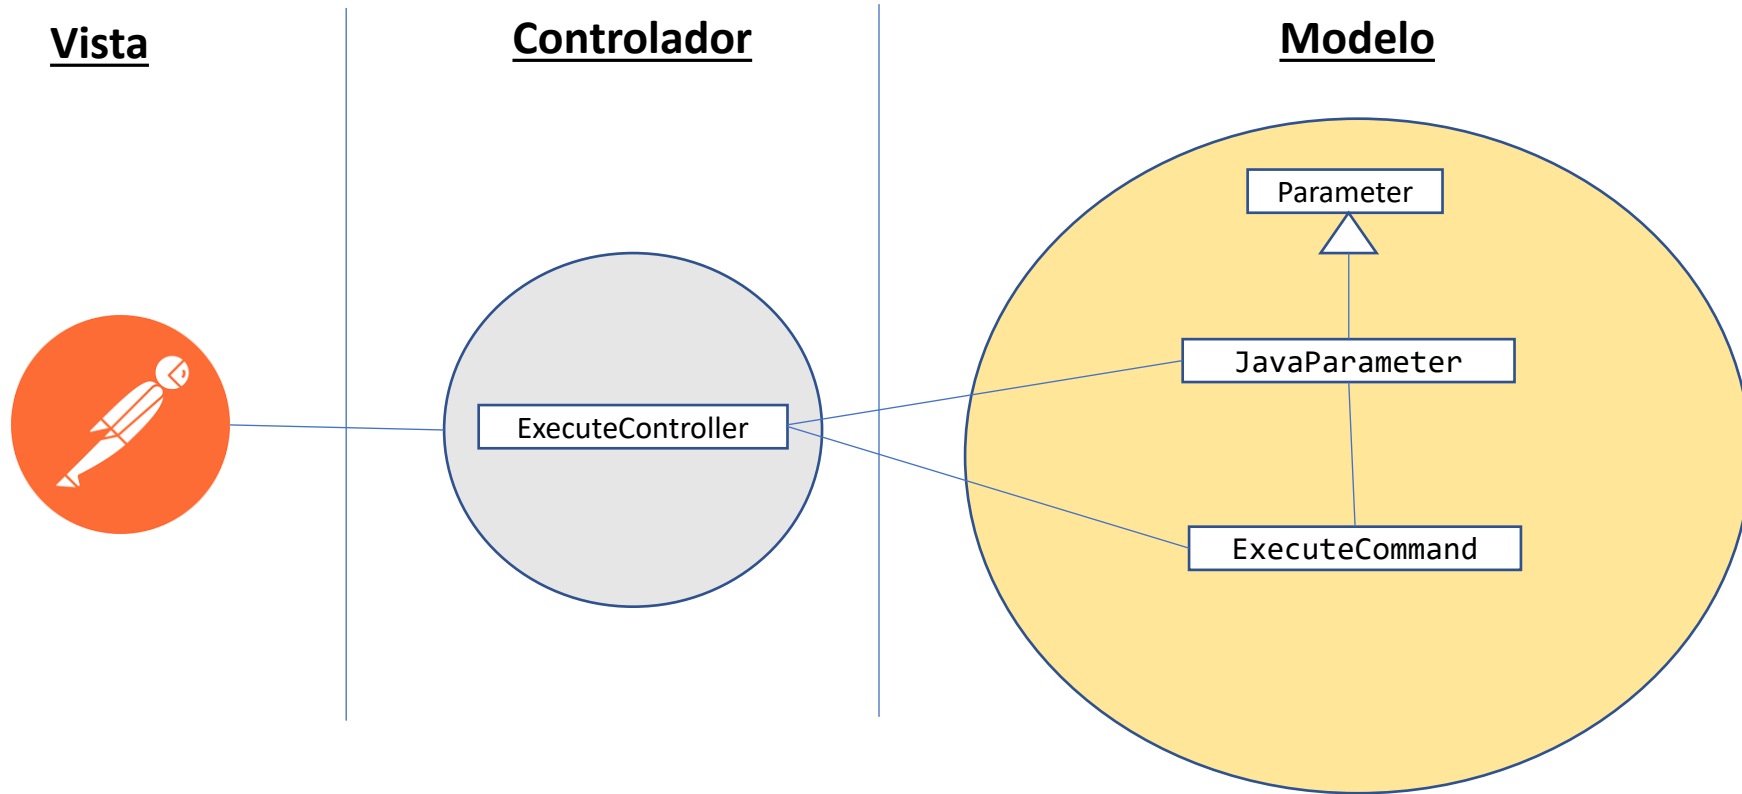 Vista
Controlador
Modelo
Parameter
JavaParameter
ExecuteController
ExecuteCommand